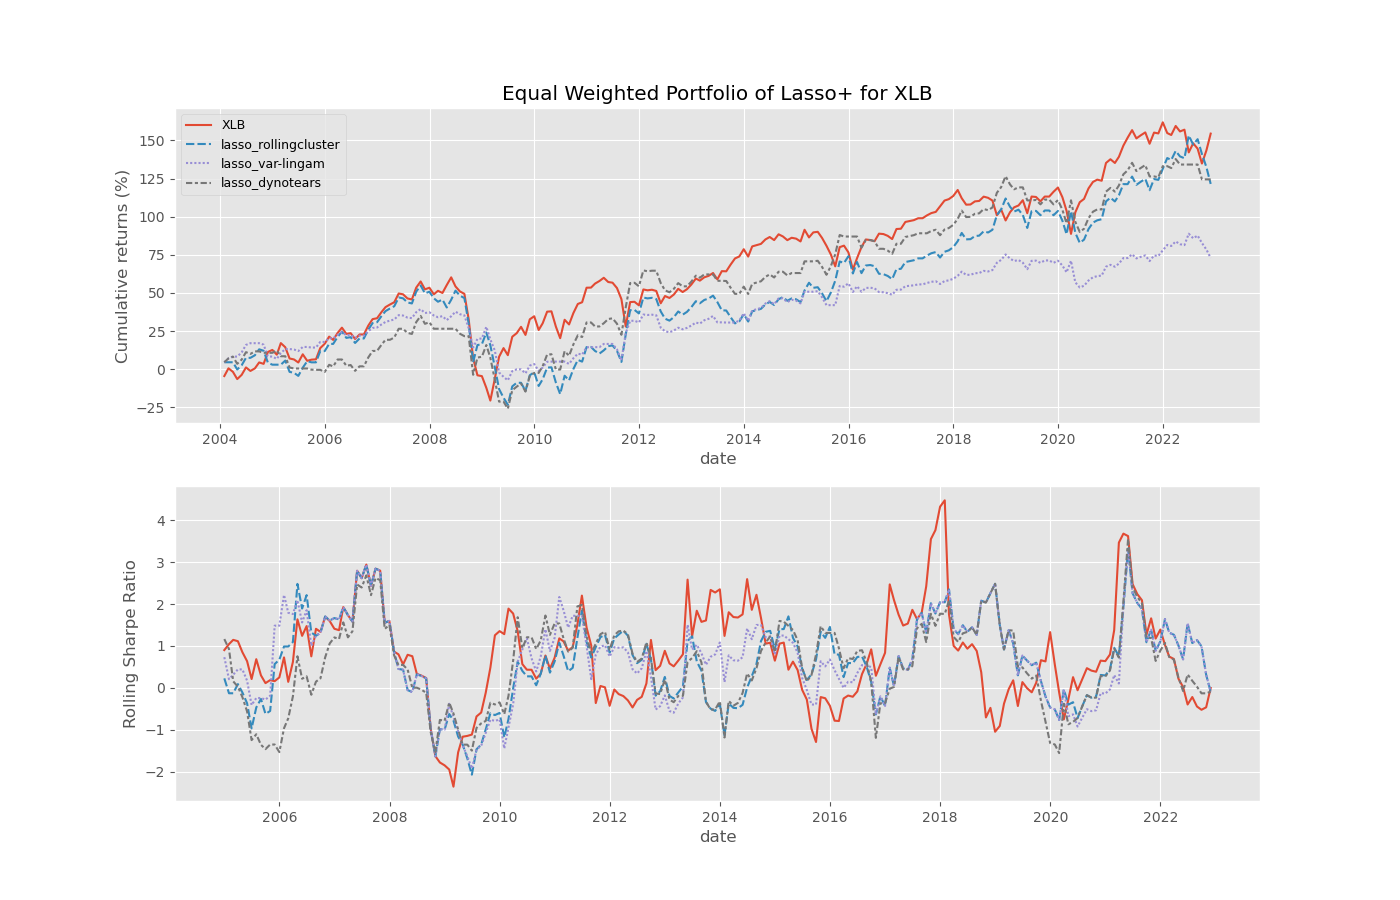 Equal Weighted Portfolio of Lasso+ for XLB
XLB
lasso_rollingcluster
lasso_var-lingam
lasso_dynotears
Cumulative returns (%)
150
125
100
75
50
25
0
−25
2004 2006 2008 2010 2012 2014 2016 2018 2020 2022
date
Rolling Sharpe Ratio
4
3
2
1
0
−1
−2
2006 2008 2010 2012 2014 2016 2018 2020 2022
date